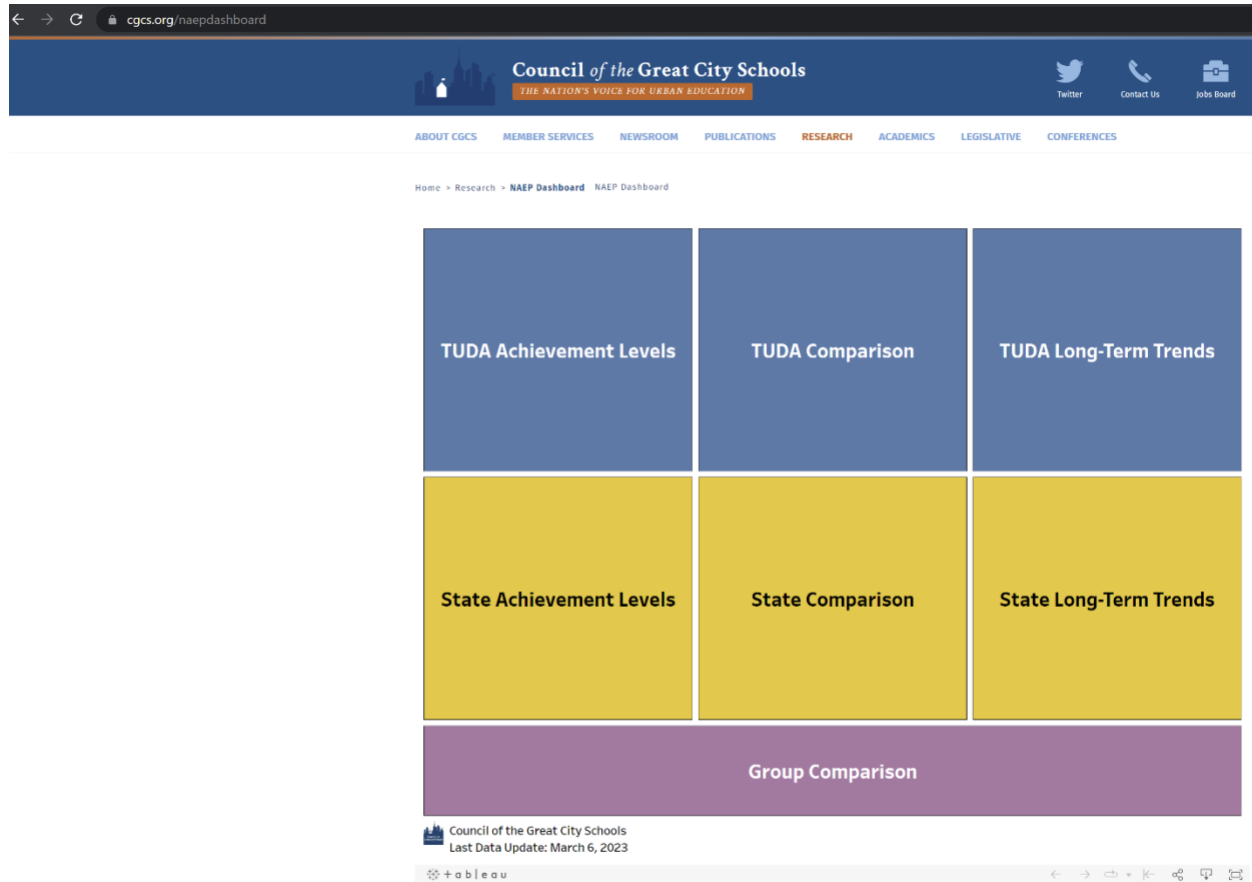 cgcs.org/naepdashboard
Council of the Great City Schools
THE NATION'S VOICE FOR URBAN EDUCATION
Twitter
Contact Us
Jobs Board
ABOUT CGCS MEMBER SERVICES NEWSROOM PUBLICATIONS RESEARCH ACADEMICS LEGISLATIVE CONFERENCES
Home > Research > NAEP Dashboard NAEP Dashboard
TUDA Achievement Levels
TUDA Comparison
TUDA Long-Term Trends
State Achievement Levels
State Comparison
State Long-Term Trends
Group Comparison
Council of the Great City Schools
Last Data Update: March 6, 2023
+ a b l e a u